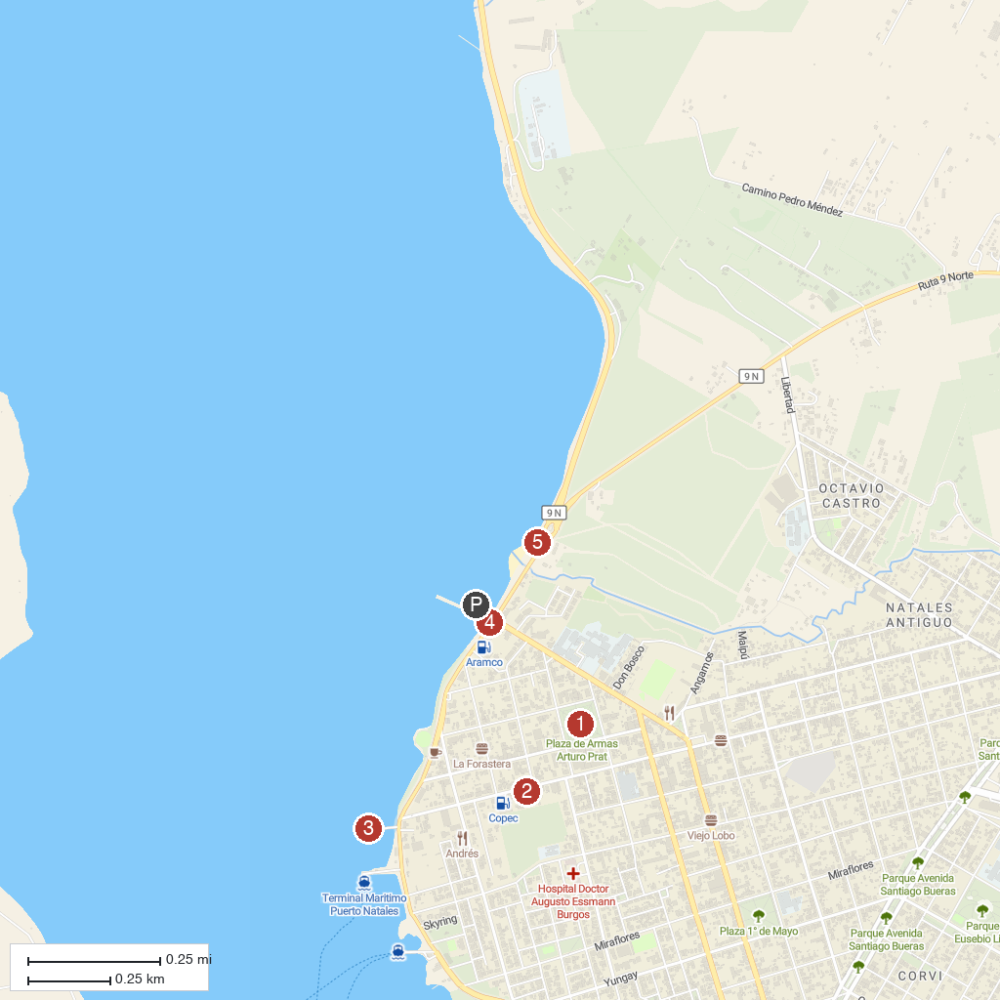 Camino Pedro Méndez
Ruta 9 Norte
9 N
Libertad
OCTAVIO
CASTRO
9 N
5
P
4
NATALES
ANTIGUO
Maipú
Aramco
Don Bosco
Angamos
1
Plaza de Armas
Arturo Prat
La Forastera
2
Copec
3
Andrés
Viejo Lobo
Hospital Doctor
Augusto Essmann
Burgos
Miraflores
Parque Avenida
Santiago Bueras
Terminal Marítimo
Puerto Natales
Skyring
Plaza 1° de Mayo
Parque Avenida
Santiago Bueras
Parque
Eusebio Li
Miraflores
Yungay
CORVI
0.25 mi
0.25 km